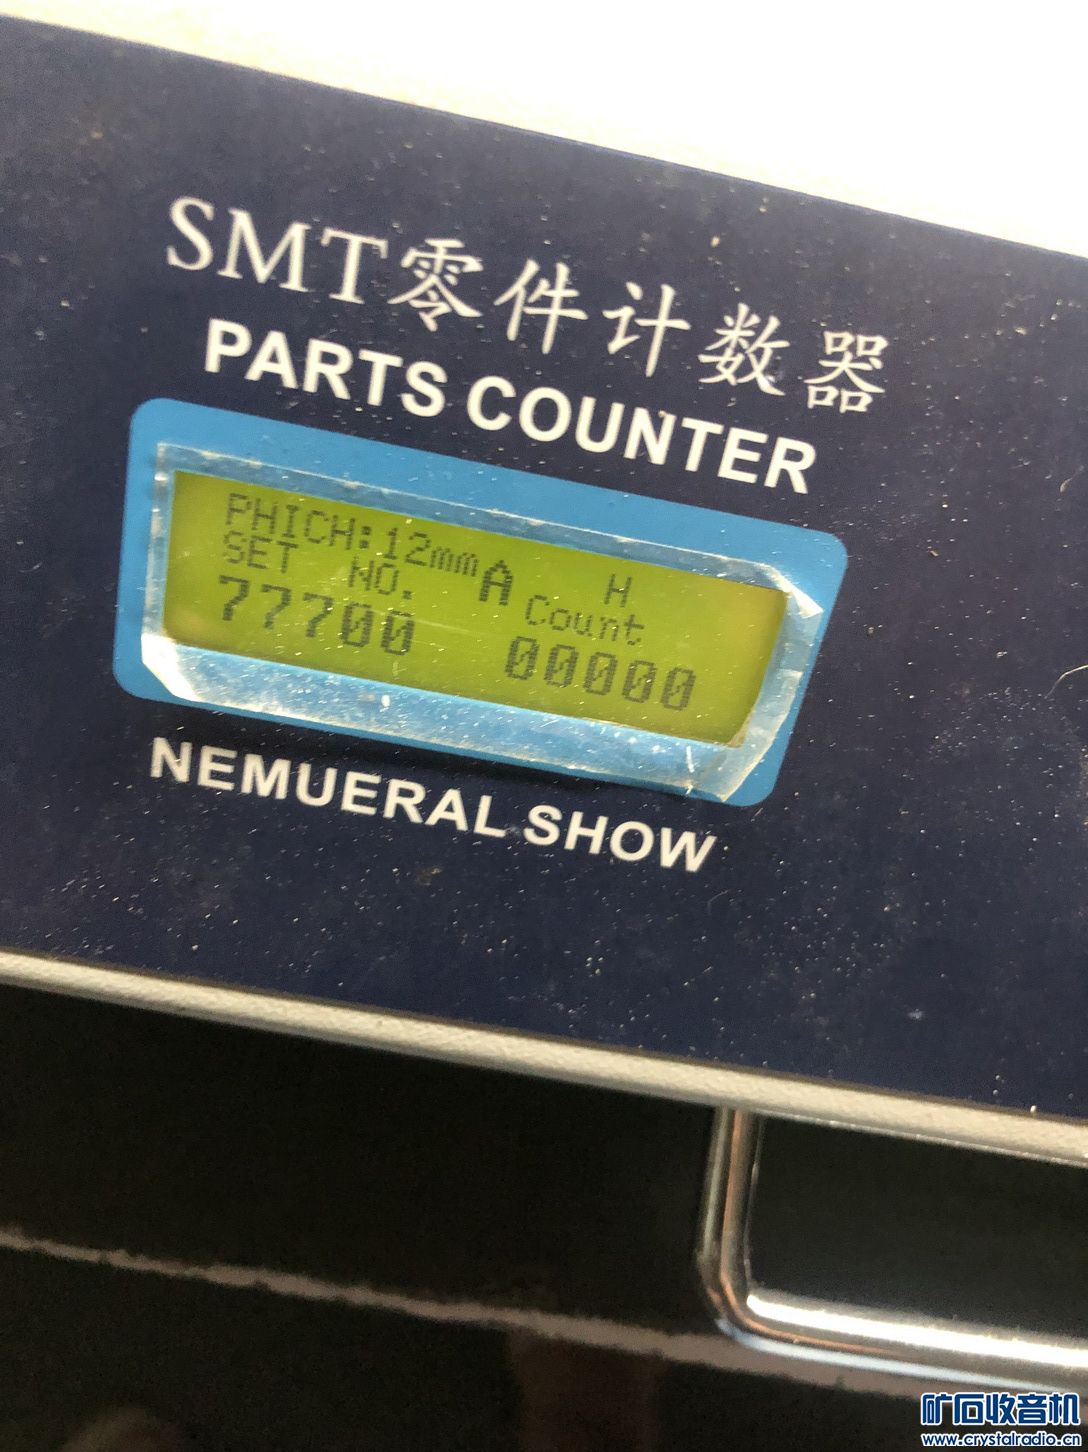 SMT零件计数器
PARTS COUNTER
PHICH:12mm A H
SET NO. Count
77700 00000
NEMUERAL SHOW
矿石收音机
www.crystalradio.cn